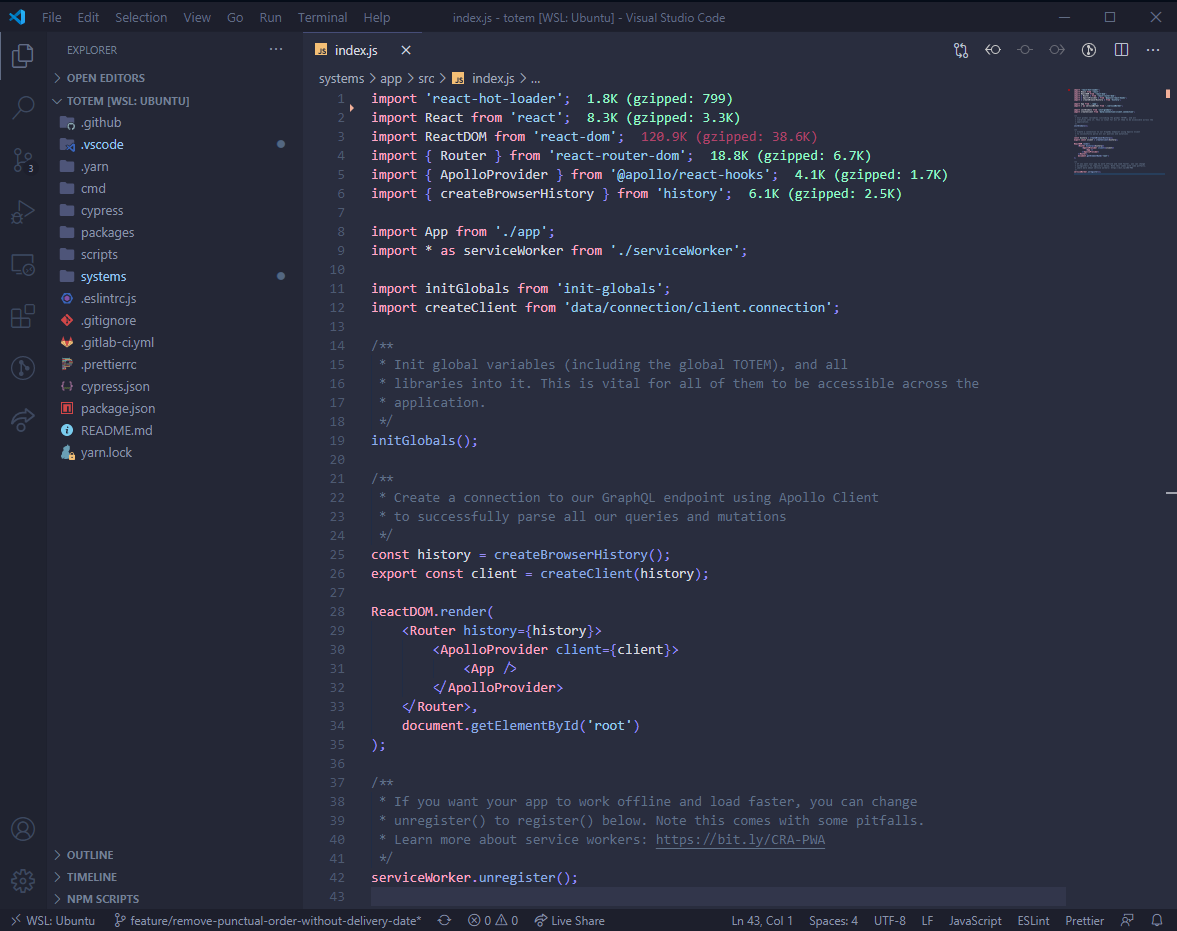 File Edit Selection View Go Run Terminal Help index.js - totem [WSL: Ubuntu] - Visual Studio Code
EXPLORER
OPEN EDITORS
TOTEM [WSL: UBUNTU]
.github
.vscode
.yarn
cmd
cypress
packages
scripts
systems
.eslintrc.js
.gitignore
.gitlab-ci.yml
.prettierrc
cypress.json
package.json
README.md
yarn.lock
OUTLINE
TIMELINE
NPM SCRIPTS
3
JS index.js
systems > app > src > JS index.js > ...
1 import 'react-hot-loader'; 1.8K (gzipped: 799)
2 import React from 'react'; 8.3K (gzipped: 3.3K)
3 import ReactDOM from 'react-dom'; 120.9K (gzipped: 38.6K)
4 import { Router } from 'react-router-dom'; 18.8K (gzipped: 6.7K)
5 import { ApolloProvider } from '@apollo/react-hooks'; 4.1K (gzipped: 1.7K)
6 import { createBrowserHistory } from 'history'; 6.1K (gzipped: 2.5K)
7
8 import App from './app';
9 import * as serviceWorker from './serviceWorker';
10
11 import initGlobals from 'init-globals';
12 import createClient from 'data/connection/client.connection';
13
14 /**
15 * Init global variables (including the global TOTEM), and all
16 * libraries into it. This is vital for all of them to be accessible across the
17 * application.
18 */
19 initGlobals();
20
21 /**
22 * Create a connection to our GraphQL endpoint using Apollo Client
23 * to successfully parse all our queries and mutations
24 */
25 const history = createBrowserHistory();
26 export const client = createClient(history);
27
28 ReactDOM.render(
29 <Router history={history}>
30 <ApolloProvider client={client}>
31 <App />
32 </ApolloProvider>
33 </Router>,
34 document.getElementById('root')
35 );
36
37 /**
38 * If you want your app to work offline and load faster, you can change
39 * unregister() to register() below. Note this comes with some pitfalls.
40 * Learn more about service workers: https://bit.ly/CRA-PWA
41 */
42 serviceWorker.unregister();
43
WSL: Ubuntu feature/remove-punctual-order-without-delivery-date* 0 0 Live Share Ln 43, Col 1 Spaces: 4 UTF-8 LF JavaScript ESLint Prettier